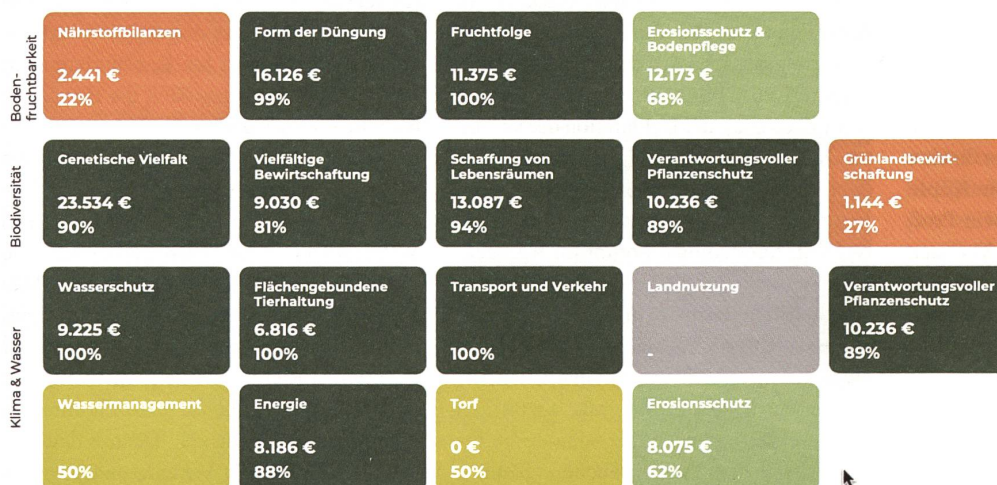 Boden-
fruchtbarkeit
Nährstoffbilanzen
2.441 €
22%
Form der Düngung
16.126 €
99%
Fruchtfolge
11.375 €
100%
Erosionsschutz &
Bodenpflege
12.173 €
68%
Biodiversität
Genetische Vielfalt
23.534 €
90%
Vielfältige
Bewirtschaftung
9.030 €
81%
Schaffung von
Lebensräumen
13.087 €
94%
Verantwortungsvoller
Pflanzenschutz
10.236 €
89%
Grünlandbewirt-
schaftung
1.144 €
27%
Klima & Wasser
Wasserschutz
9.225 €
100%
Flächengebundene
Tierhaltung
6.816 €
100%
Transport und Verkehr
100%
Landnutzung
-
Verantwortungsvoller
Pflanzenschutz
10.236 €
89%
Wassermanagement
50%
Energie
8.186 €
88%
Torf
0 €
50%
Erosionsschutz
8.075 €
62%